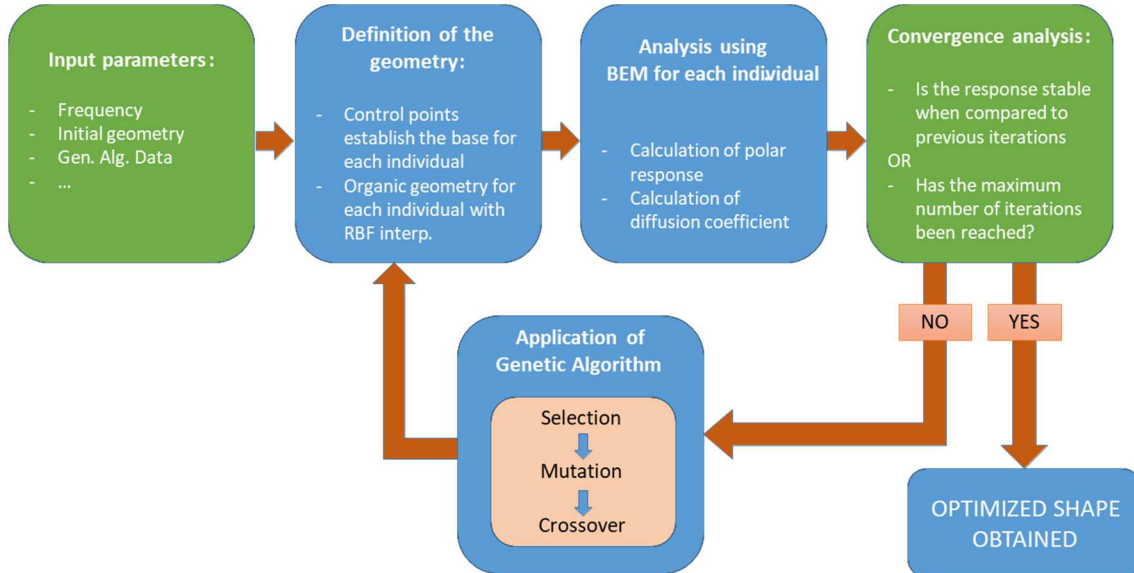 Input parameters:
- Frequency
- Initial geometry
- Gen. Alg. Data
- ...
Definition of the
geometry:
- Control points
establish the base for
each individual
- Organic geometry for
each individual with
RBF interp.
Analysis using
BEM for each individual
- Calculation of polar
response
- Calculation of
diffusion coefficient
Convergence analysis:
- Is the response stable
when compared to
previous iterations
OR
- Has the maximum
number of iterations
been reached?
NO
YES
Application of
Genetic Algorithm
Selection
Mutation
Crossover
OPTIMIZED SHAPE
OBTAINED